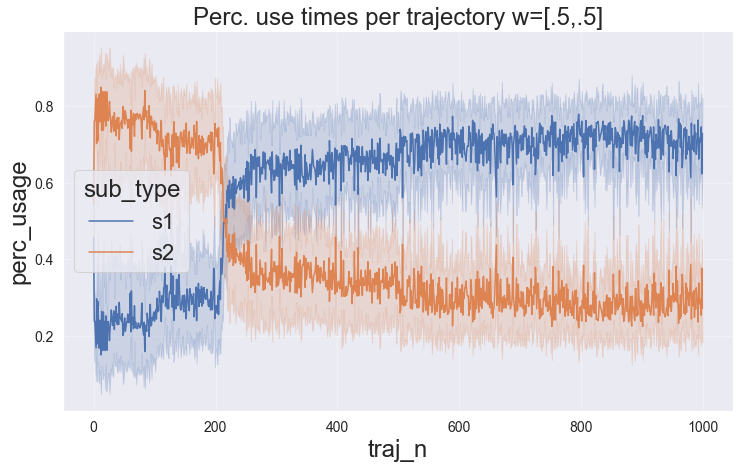 Perc. use times per trajectory w=[.5,.5]
perc_usage
0.8
0.6
0.4
0.2
sub_type
s1
s2
0 200 400 600 800 1000
traj_n